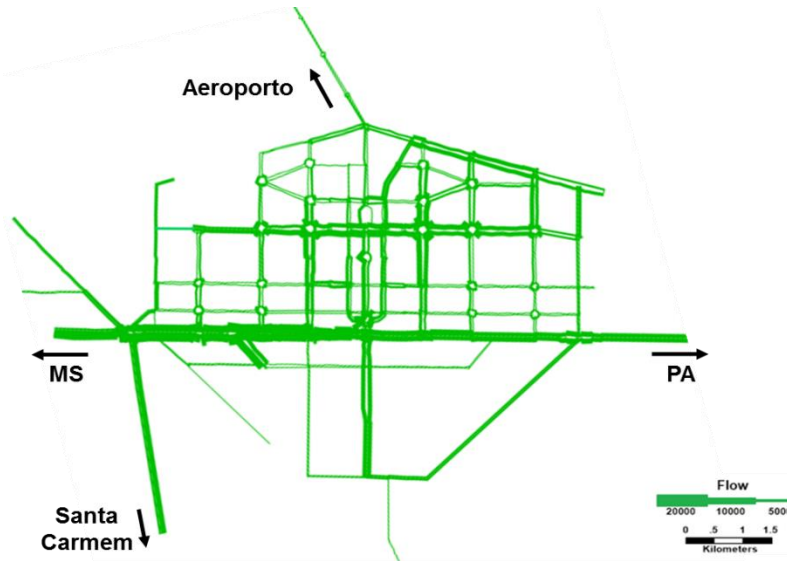 Aeroporto
MS
PA
Santa
Carmem
Flow
20000 10000 5000
0 .5 1 1.5
Kilometers